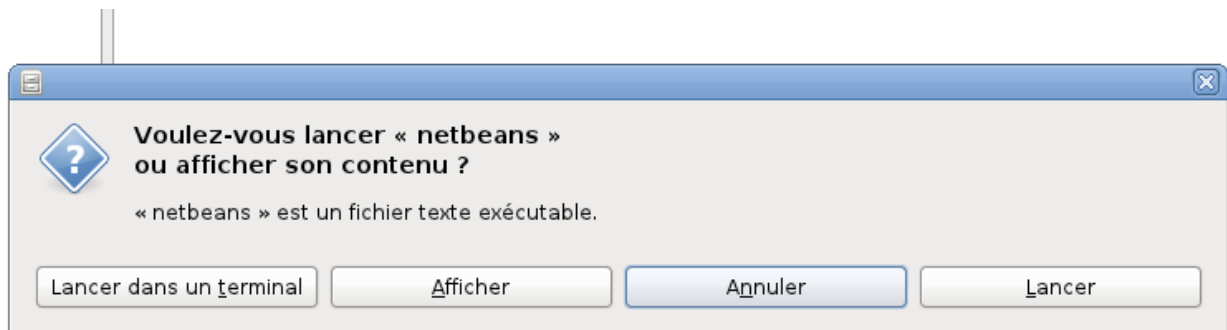 Voulez-vous lancer « netbeans »
ou afficher son contenu ?
« netbeans » est un fichier texte exécutable.
Lancer dans un terminal
Afficher
Annuler
Lancer